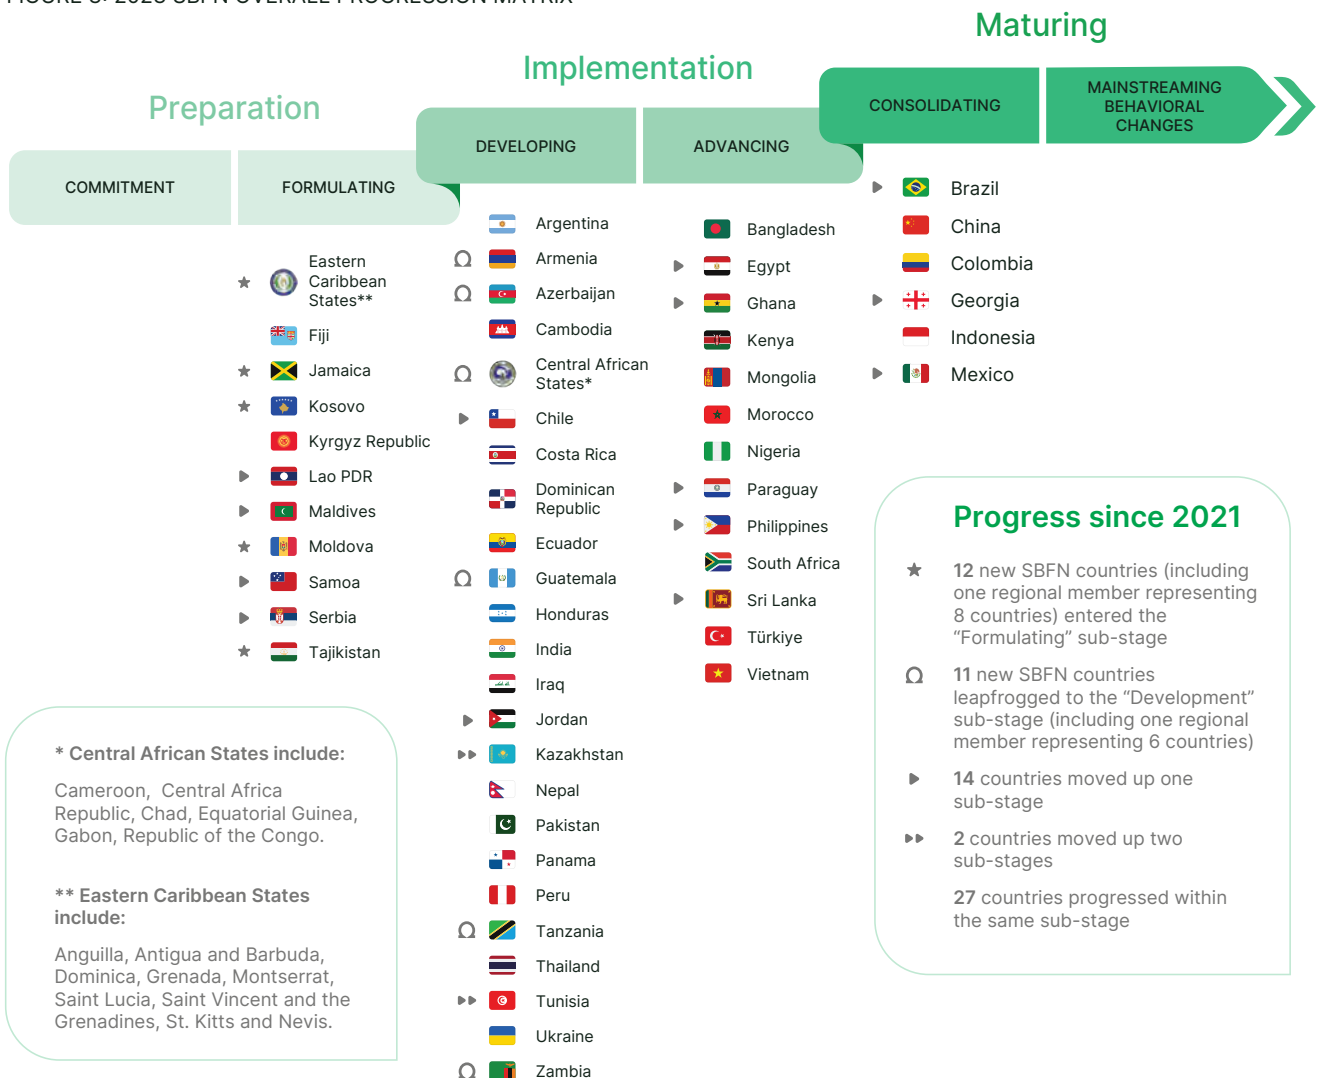 FIGURE 3: 2023 SBFN OVERALL PROGRESSION MATRIX
Preparation
Implementation
Maturing
COMMITMENT
FORMULATING
DEVELOPING
ADVANCING
CONSOLIDATING
MAINSTREAMING
BEHAVIORAL
CHANGES
Eastern
Caribbean
States**
Fiji
Jamaica
Kosovo
Kyrgyz Republic
Lao PDR
Maldives
Moldova
Samoa
Serbia
Tajikistan
Argentina
Armenia
Azerbaijan
Cambodia
Central African
States*
Chile
Costa Rica
Dominican
Republic
Ecuador
Guatemala
Honduras
India
Iraq
Jordan
Kazakhstan
Nepal
Pakistan
Panama
Peru
Tanzania
Thailand
Tunisia
Ukraine
Zambia
Bangladesh
Egypt
Ghana
Kenya
Mongolia
Morocco
Nigeria
Paraguay
Philippines
South Africa
Sri Lanka
Türkiye
Vietnam
Brazil
China
Colombia
Georgia
Indonesia
Mexico
* Central African States include:
Cameroon, Central Africa
Republic, Chad, Equatorial Guinea,
Gabon, Republic of the Congo.
** Eastern Caribbean States
include:
Anguilla, Antigua and Barbuda,
Dominica, Grenada, Montserrat,
Saint Lucia, Saint Vincent and the
Grenadines, St. Kitts and Nevis.
Progress since 2021
12 new SBFN countries (including
one regional member representing
8 countries) entered the
“Formulating” sub-stage
11 new SBFN countries
leapfrogged to the “Development”
sub-stage (including one regional
member representing 6 countries)
14 countries moved up one
sub-stage
2 countries moved up two
sub-stages
27 countries progressed within
the same sub-stage